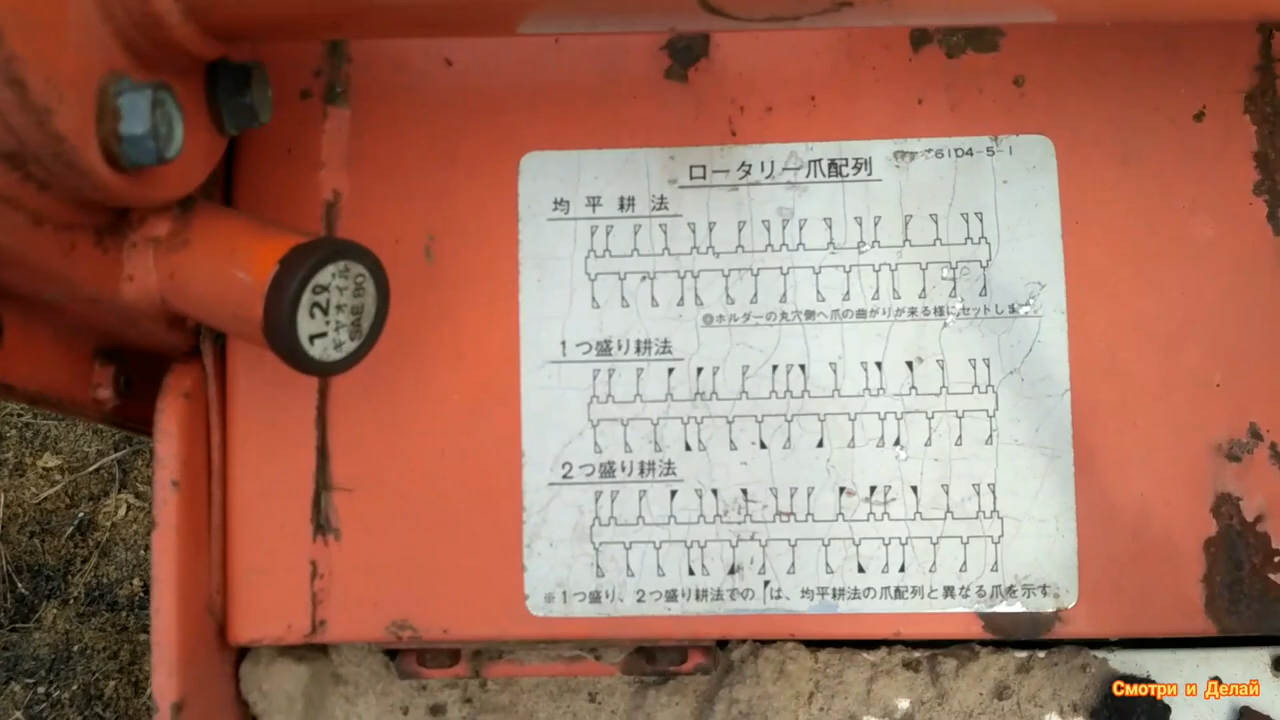 6104-5-1
ロータリー爪配列
均平耕法
◎ホルダーの丸穴側へ爪の曲がりが来る様にセットします。
1つ盛り耕法
2つ盛り耕法
※1つ盛り、2つ盛り耕法での は、均平耕法の爪配列と異なる爪を示す。
1.2ℓ
ギヤオイル
SAE 80
Смотри и Делай